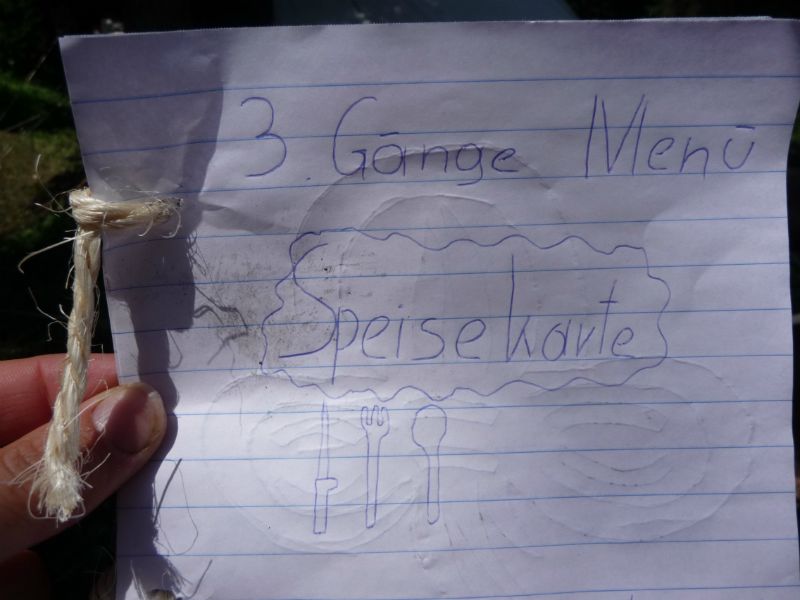 3. Gänge Menü
Speisekarte